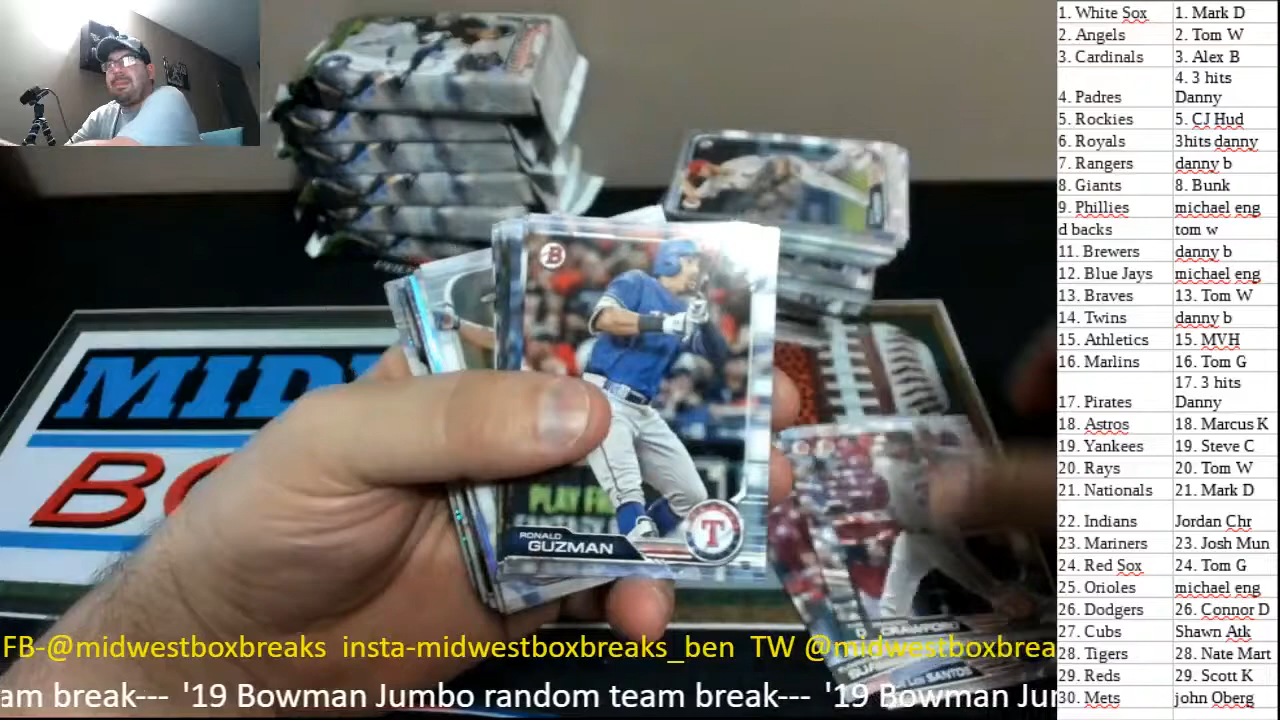 1. White Sox 1. Mark D
2. Angels 2. Tom W
3. Cardinals 3. Alex B
4. Padres 4. 3 hits Danny
5. Rockies 5. CJ Hud
6. Royals 3hits danny
7. Rangers danny b
8. Giants 8. Bunk
9. Phillies michael eng
d backs tom w
11. Brewers danny b
12. Blue Jays michael eng
13. Braves 13. Tom W
14. Twins danny b
15. Athletics 15. MVH
16. Marlins 16. Tom G
17. Pirates 17. 3 hits Danny
18. Astros 18. Marcus K
19. Yankees 19. Steve C
20. Rays 20. Tom W
21. Nationals 21. Mark D
22. Indians Jordan Chr
23. Mariners 23. Josh Mun
24. Red Sox 24. Tom G
25. Orioles michael eng
26. Dodgers 26. Connor D
27. Cubs Shawn Atk
28. Tigers 28. Nate Mart
29. Reds 29. Scott K
30. Mets john Oberg
B
PLAY
RONALD
GUZMAN
T
MID
BO
CRAWFORD
FB-@midwestboxbreaks insta-midwestboxbreaks_ben TW @midwestboxbrea
am break--- '19 Bowman Jumbo random team break--- '19 Bowman Ju